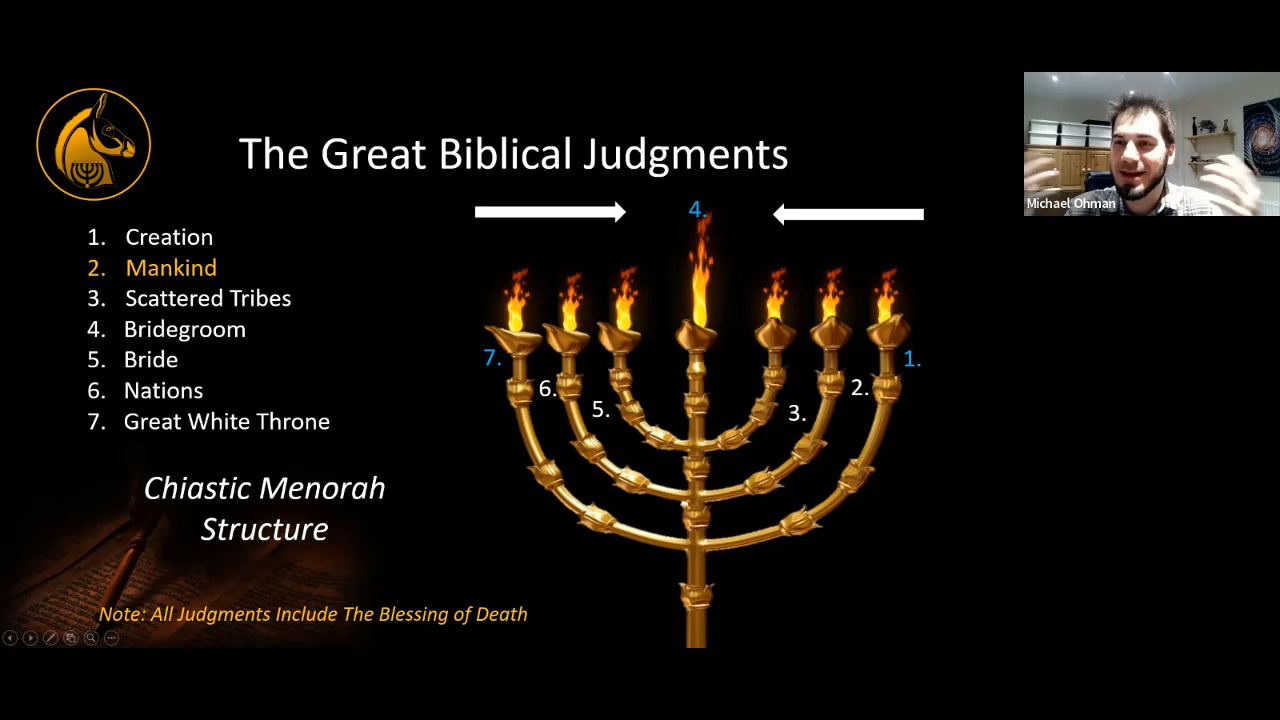 The Great Biblical Judgments
Michael Ohman
1. Creation
2. Mankind
3. Scattered Tribes
4. Bridegroom
5. Bride
6. Nations
7. Great White Throne
4.
7.
1.
6.
2.
5.
3.
Chiastic Menorah
Structure
Note: All Judgments Include The Blessing of Death